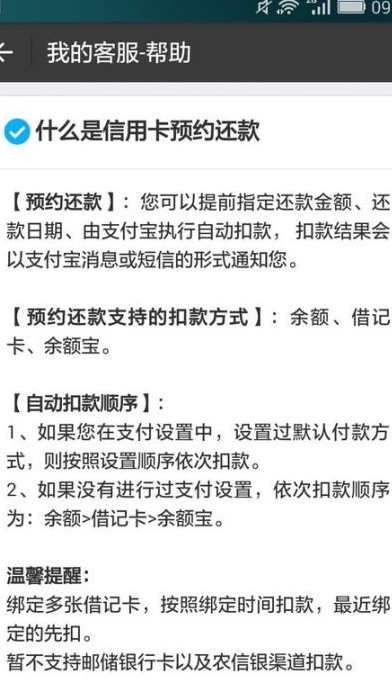 09
我的客服-帮助
什么是信用卡预约还款
【预约还款】：您可以提前指定还款金额、还
款日期、由支付宝执行自动扣款，扣款结果会
以支付宝消息或短信的形式通知您。
【预约还款支持的扣款方式】：余额、借记
卡、余额宝。
【自动扣款顺序】：
1、如果您在支付设置中，设置过默认付款方
式，则按照设置顺序依次扣款。
2、如果没有进行过支付设置，依次扣款顺序
为：余额>借记卡>余额宝。
温馨提醒：
绑定多张借记卡，按照绑定时间扣款，最近绑
定的先扣。
暂不支持邮储银行卡以及农信银渠道扣款。